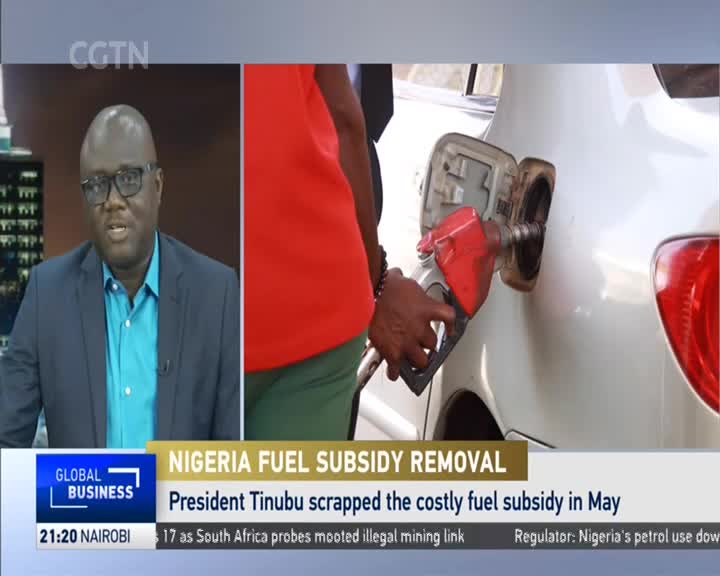 CGTN
NIGERIA FUEL SUBSIDY REMOVAL
GLOBAL
BUSINESS
President Tinubu scrapped the costly fuel subsidy in May
21:20 NAIROBI
17 as South Africa probes mooted illegal mining link
Regulator: Nigeria's petrol use dow